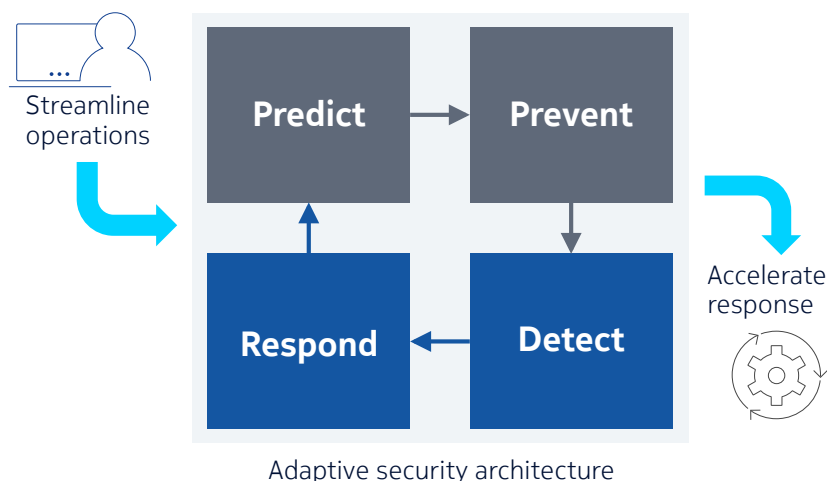 Streamline
operations
Predict
Prevent
Respond
Detect
Accelerate
response
Adaptive security architecture